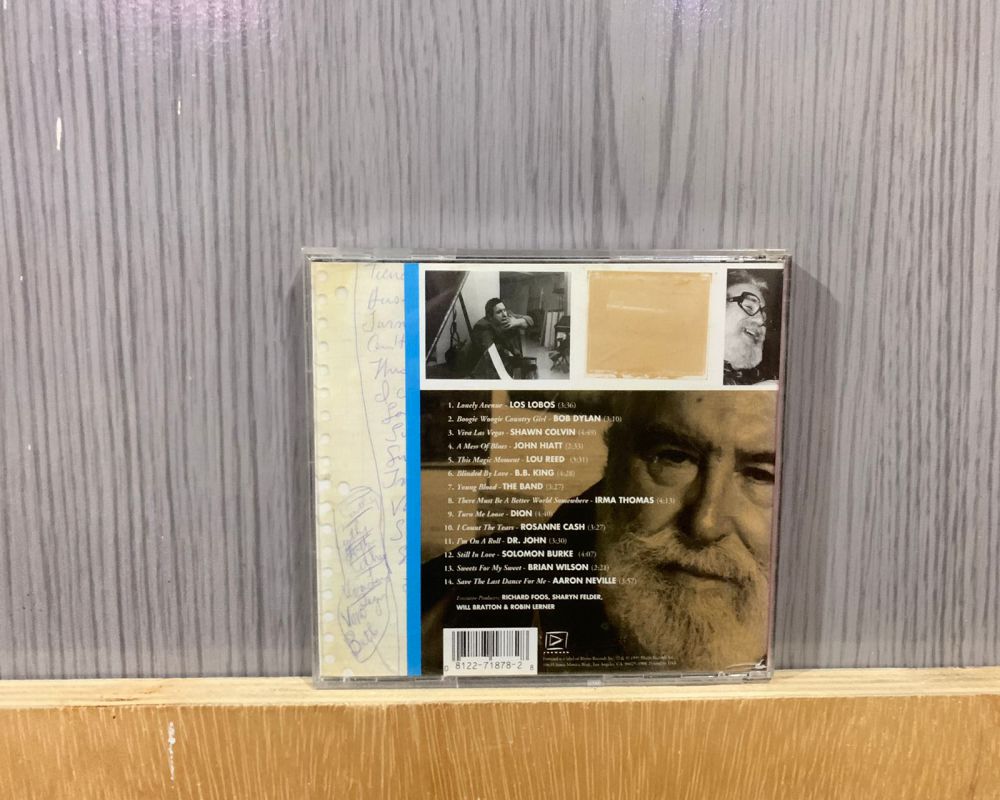 1. Lonely Avenue - LOS LOBOS (3:36)
2. Boogie Woogie Country Girl - BOB DYLAN (3:10)
3. Viva Las Vegas - SHAWN COLVIN (4:49)
4. A Mess Of Blues - JOHN HIATT (2:33)
5. This Magic Moment - LOU REED (3:31)
6. Blinded By Love - B.B. KING (4:28)
7. Young Blood - THE BAND (3:27)
8. There Must Be A Better World Somewhere - IRMA THOMAS (4:13)
9. Turn Me Loose - DION (4:40)
10. I Count The Tears - ROSANNE CASH (3:27)
11. I'm On A Roll - DR. JOHN (3:30)
12. Still In Love - SOLOMON BURKE (4:07)
13. Sweets For My Sweet - BRIAN WILSON (2:21)
14. Save The Last Dance For Me - AARON NEVILLE (3:57)
Executive Producers: RICHARD FOOS, SHARYN FELDER,
WILL BRATTON & ROBIN LERNER
0 8122-71878-2 8